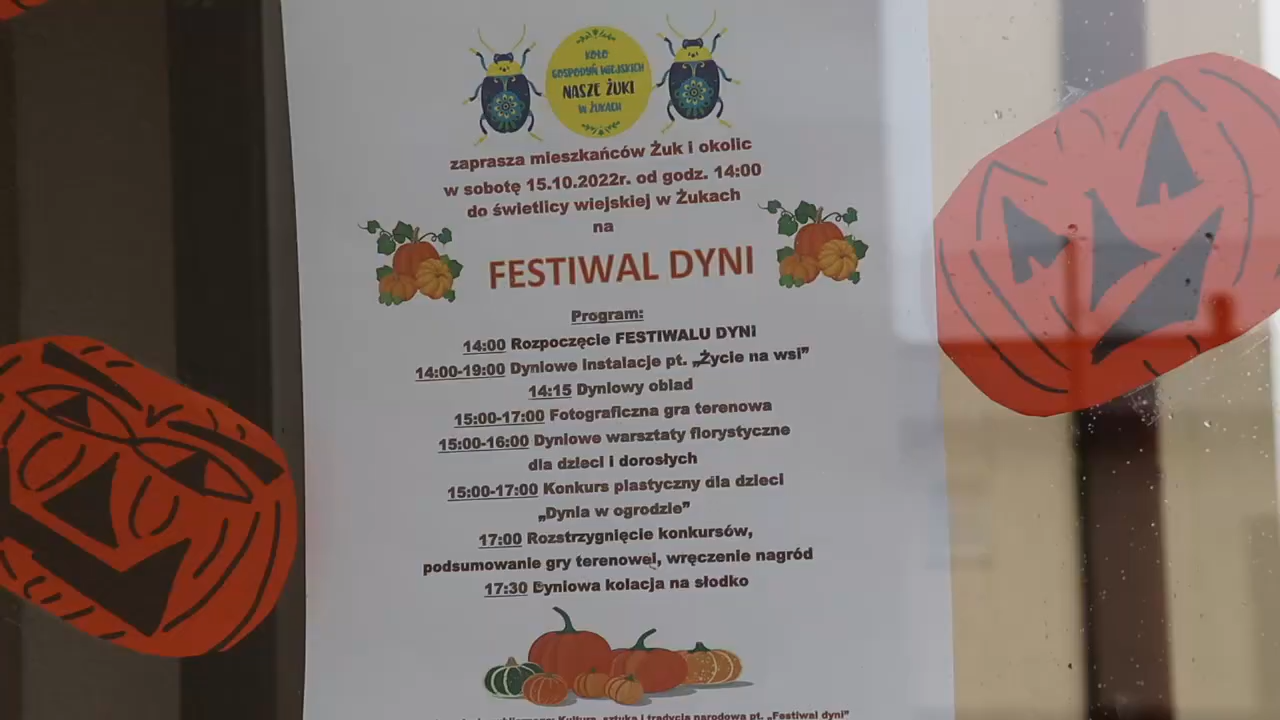 KOŁO
GOSPODYŃ WIEJSKICH
NASZE ŻUKI
W ŻUKACH
zaprasza mieszkańców Żuk i okolic
w sobotę 15.10.2022r. od godz. 14:00
do świetlicy wiejskiej w Żukach
na
FESTIWAL DYNI
Program:
14:00 Rozpoczęcie FESTIWALU DYNI
14:00-19:00 Dyniowe instalacje pt. „Życie na wsi”
14:15 Dyniowy obiad
15:00-17:00 Fotograficzna gra terenowa
15:00-16:00 Dyniowe warsztaty florystyczne
dla dzieci i dorosłych
15:00-17:00 Konkurs plastyczny dla dzieci
„Dynia w ogrodzie”
17:00 Rozstrzygnięcie konkursów,
podsumowanie gry terenowej, wręczenie nagród
17:30 Dyniowa kolacja na słodko
Kultura, sztuka i tradycja narodowa pt. „Festiwal dyni”